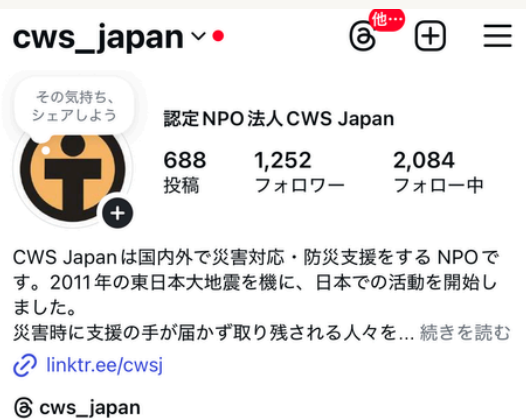 cws_japan
他…
その気持ち、
シェアしよう
認定NPO法人CWS Japan
688 1,252 2,084
投稿 フォロワー フォロー中
CWS Japanは国内外で災害対応・防災支援をする NPOで
す。2011年の東日本大地震を機に、日本での活動を開始し
ました。
災害時に支援の手が届かず取り残される人々を... 続きを読む
linktr.ee/cwsj
cws_japan